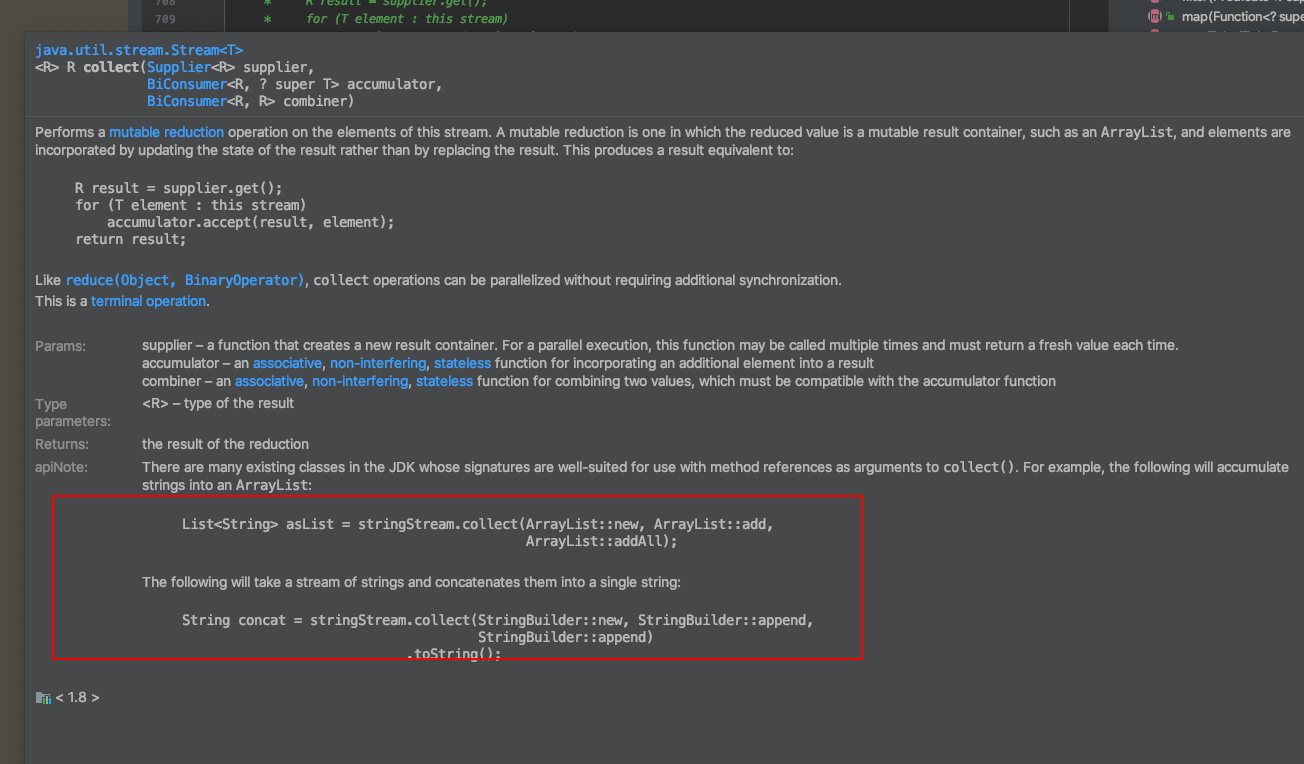 708 * R result = supplier.get();
709 * for (T element : this stream)
map(Function<? supe
java.util.stream.Stream<T>
<R> R collect(Supplier<R> supplier,
BiConsumer<R, ? super T> accumulator,
BiConsumer<R, R> combiner)
Performs a mutable reduction operation on the elements of this stream. A mutable reduction is one in which the reduced value is a mutable result container, such as an ArrayList, and elements are
incorporated by updating the state of the result rather than by replacing the result. This produces a result equivalent to:
R result = supplier.get();
for (T element : this stream)
accumulator.accept(result, element);
return result;
Like reduce(Object, BinaryOperator), collect operations can be parallelized without requiring additional synchronization.
This is a terminal operation.
Params: supplier – a function that creates a new result container. For a parallel execution, this function may be called multiple times and must return a fresh value each time.
accumulator – an associative, non-interfering, stateless function for incorporating an additional element into a result
combiner – an associative, non-interfering, stateless function for combining two values, which must be compatible with the accumulator function
Type <R> – type of the result
parameters:
Returns: the result of the reduction
apiNote: There are many existing classes in the JDK whose signatures are well-suited for use with method references as arguments to collect(). For example, the following will accumulate
strings into an ArrayList:
List<String> asList = stringStream.collect(ArrayList::new, ArrayList::add,
ArrayList::addAll);
The following will take a stream of strings and concatenates them into a single string:
String concat = stringStream.collect(StringBuilder::new, StringBuilder::append,
StringBuilder::append)
.toString();
< 1.8 >